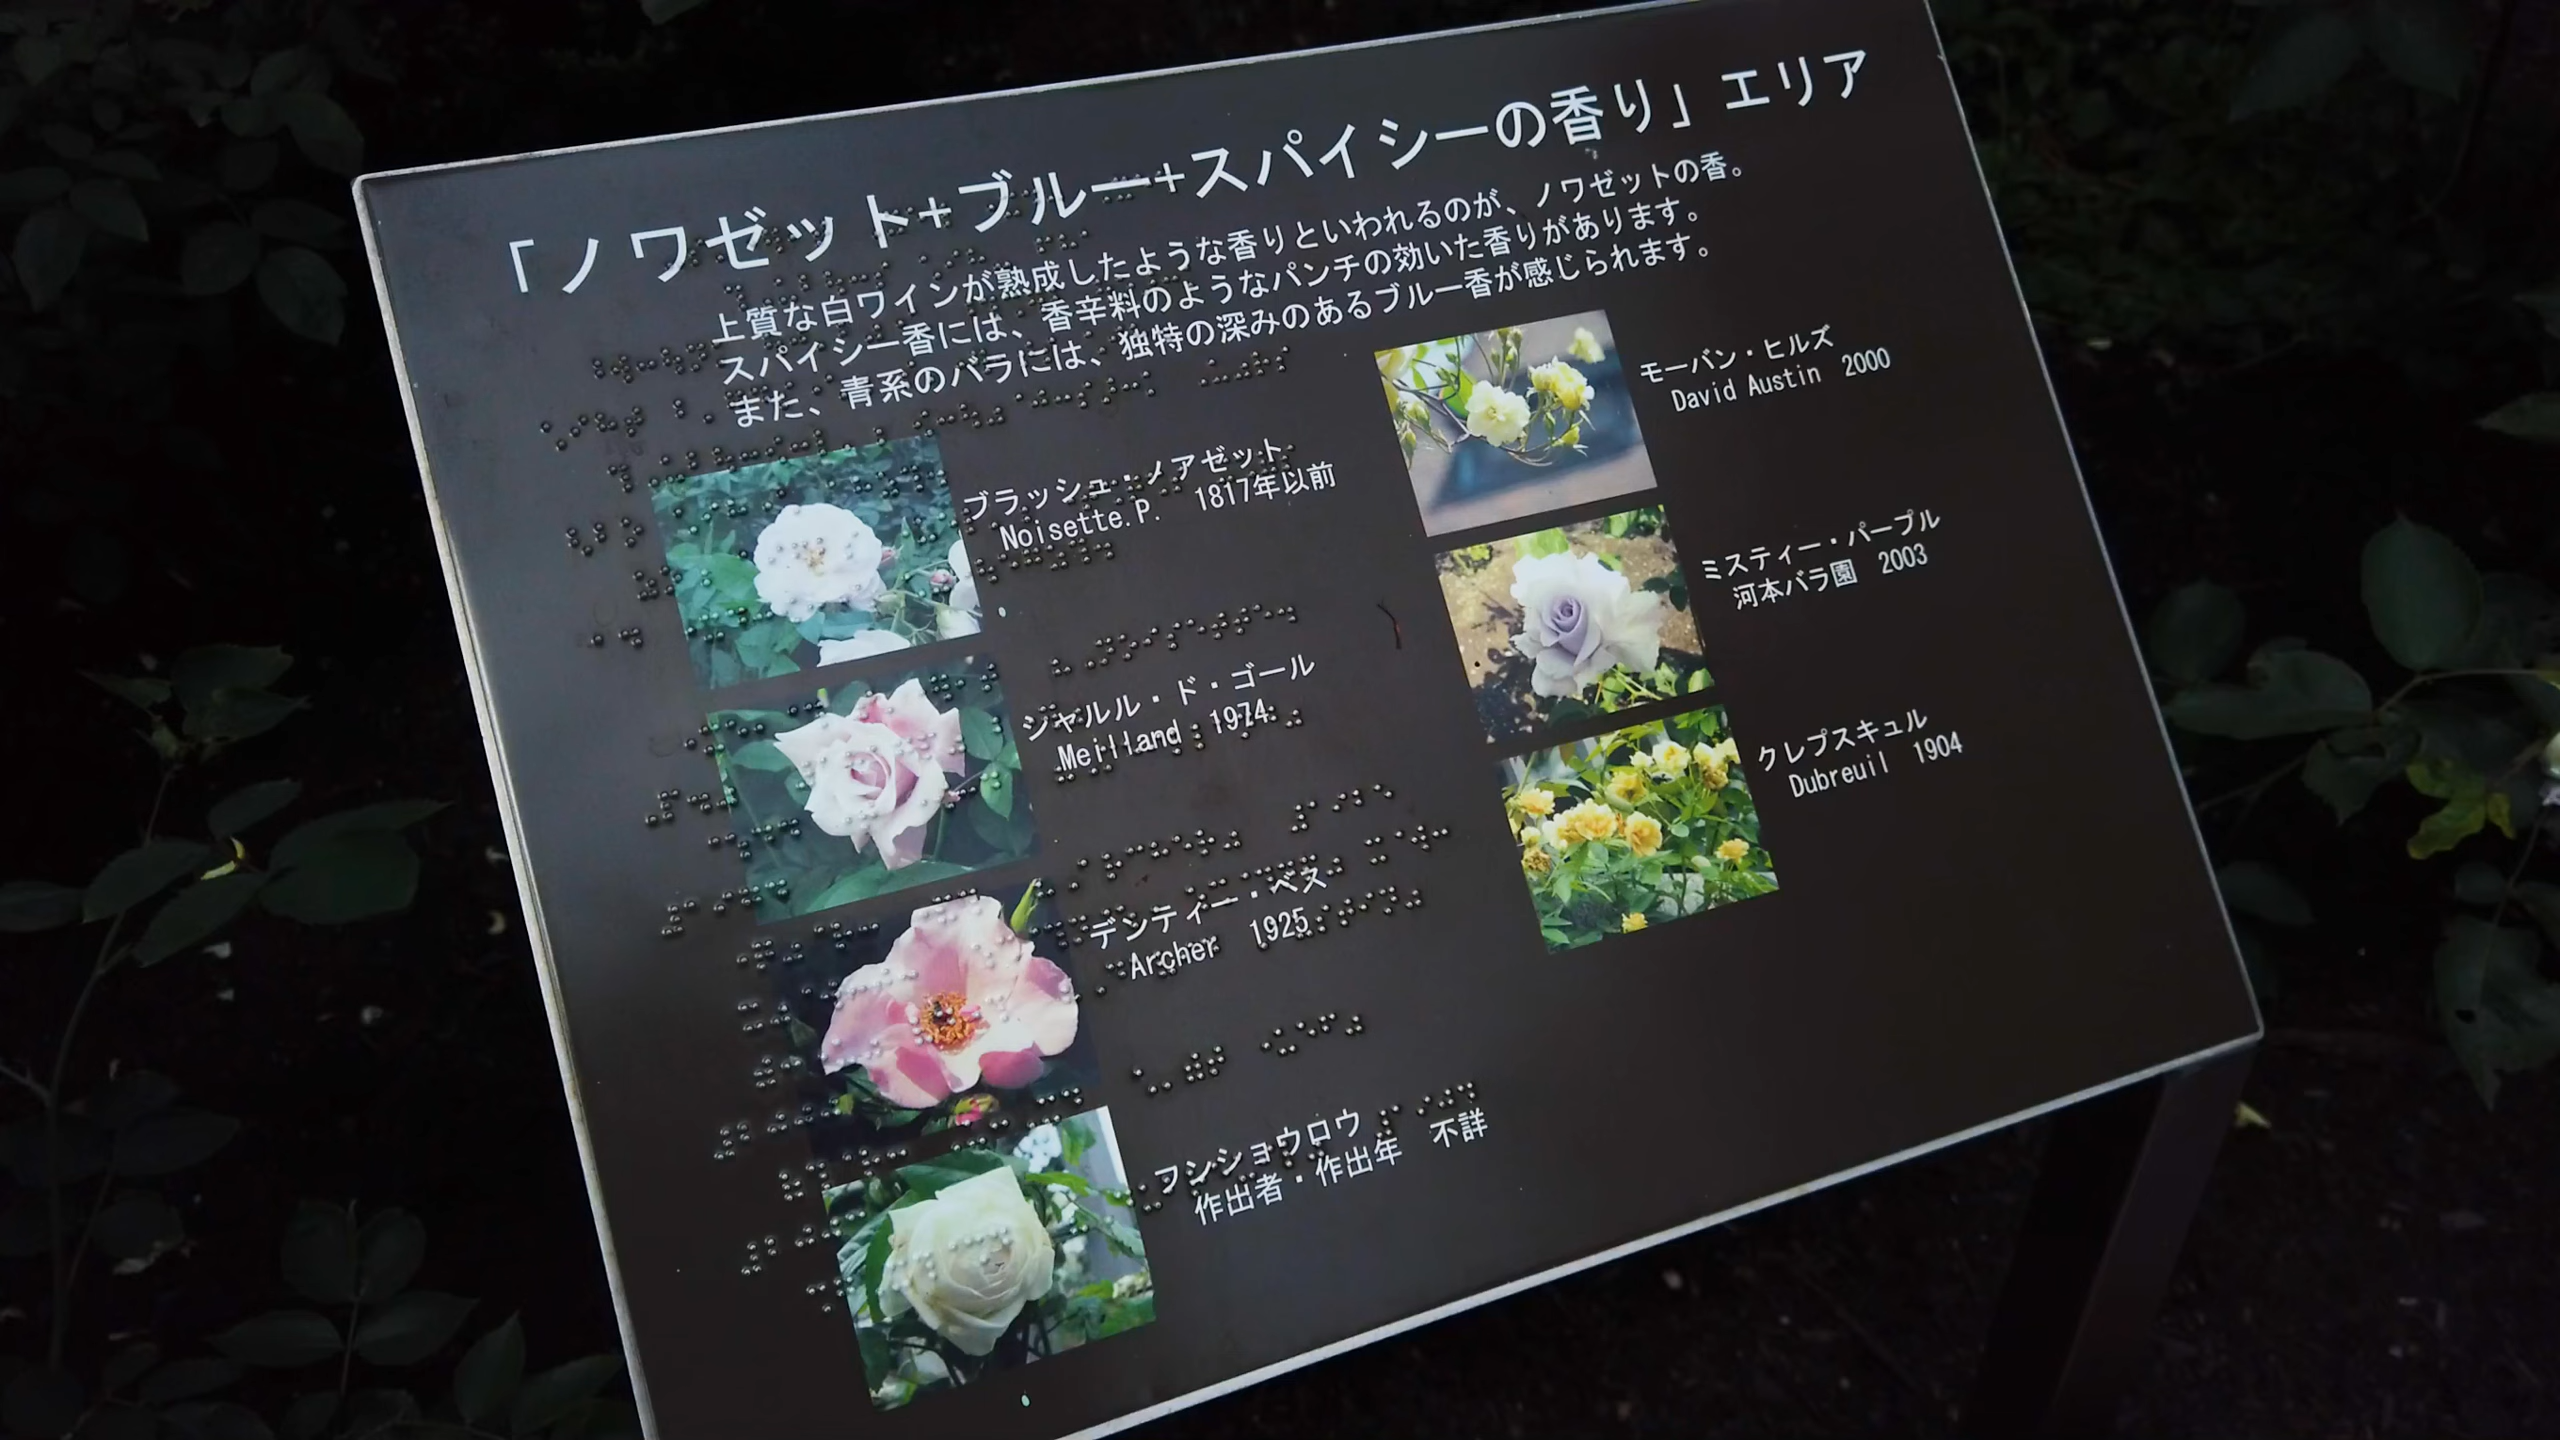 「ノワゼット+ブルー+スパイシーの香り」エリア
上質な白ワインが熟成したような香りといわれるのが、ノワゼットの香。
スパイシー香には、香辛料のようなパンチの効いた香りがあります。
また、青系のバラには、独特の深みのあるブルー香が感じられます。
ブラッシュ・ノアゼット
Noisette.P. 1817年以前
シャルル・ド・ゴール
Meilland 1974
デンティー・ベス
Archer 1925
フンショウロウ
作出者・作出年 不詳
モーバン・ヒルズ
David Austin 2000
ミスティー・パープル
河本バラ園 2003
クレプスキュル
Dubreuil 1904